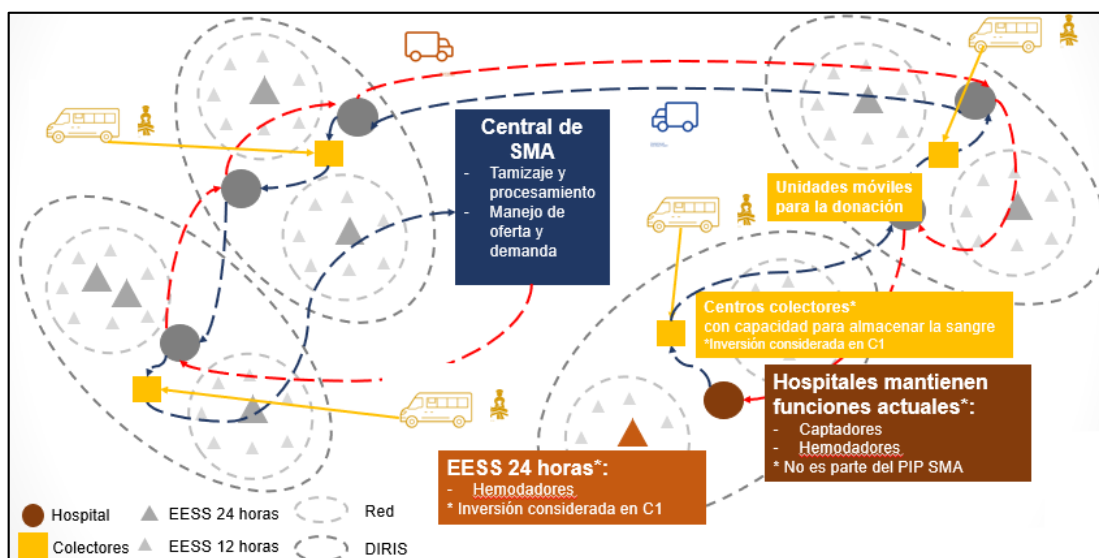 Central de
SMA
- Tamizaje y
procesamiento
- Manejo de
oferta y
demanda
Unidades móviles
para la donación
Centros colectores*
con capacidad para almacenar la sangre
*Inversión considerada en C1
Hospitales mantienen
funciones actuales*:
- Captadores
- Hemodadores
* No es parte del PIP SMA
EESS 24 horas*:
- Hemodadores
* Inversión considerada en C1
Hospital
EESS 24 horas
Red
Colectores
EESS 12 horas
DIRIS